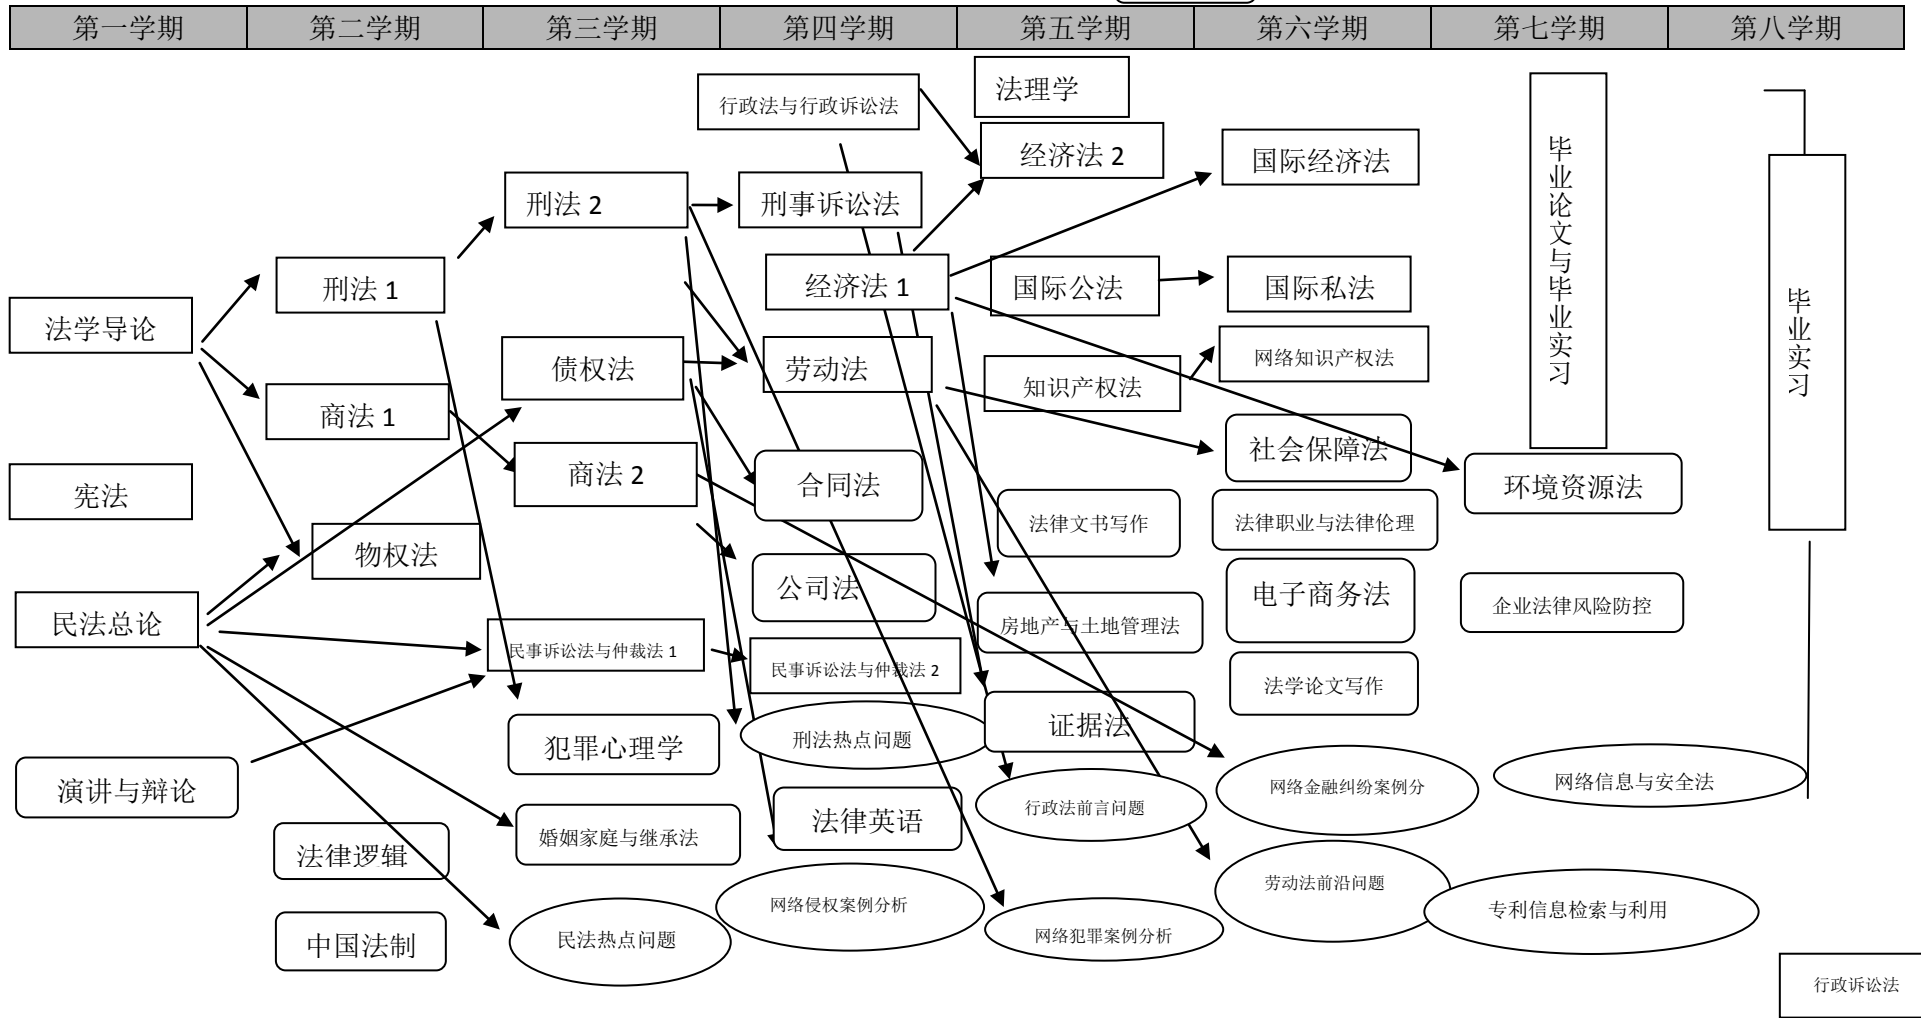 第一学期
第二学期
第三学期
第四学期
第五学期
第六学期
第七学期
第八学期
法学导论
宪法
民法总论
演讲与辩论
刑法 1
商法 1
物权法
法律逻辑
中国法制
刑法 2
债权法
商法 2
民事诉讼法与仲裁法 1
犯罪心理学
婚姻家庭与继承法
民法热点问题
行政法与行政诉讼法
刑事诉讼法
经济法 1
劳动法
合同法
公司法
民事诉讼法与仲裁法 2
刑法热点问题
法律英语
网络侵权案例分析
法理学
经济法 2
国际公法
知识产权法
法律文书写作
房地产与土地管理法
证据法
行政法前言问题
网络犯罪案例分析
国际经济法
国际私法
网络知识产权法
社会保障法
法律职业与法律伦理
电子商务法
法学论文写作
网络金融纠纷案例分
劳动法前沿问题
毕业论文与毕业实习
环境资源法
企业法律风险防控
网络信息与安全法
专利信息检索与利用
毕业实习
行政诉讼法